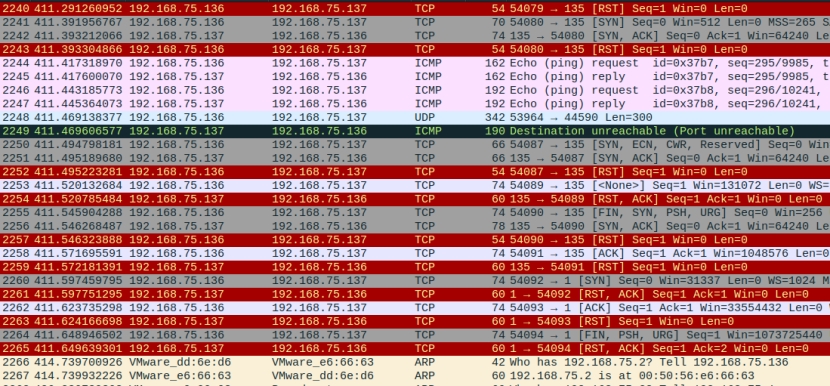 2240 411.291260952 192.168.75.136 192.168.75.137 TCP 54 54079 → 135 [RST] Seq=1 Win=0 Len=0
2241 411.391956767 192.168.75.136 192.168.75.137 TCP 70 54080 → 135 [SYN] Seq=0 Win=512 Len=0 MSS=265 S
2242 411.393212066 192.168.75.137 192.168.75.136 TCP 74 135 → 54080 [SYN, ACK] Seq=0 Ack=1 Win=64240 Le
2243 411.393304866 192.168.75.136 192.168.75.137 TCP 54 54080 → 135 [RST] Seq=1 Win=0 Len=0
2244 411.417318970 192.168.75.136 192.168.75.137 ICMP 162 Echo (ping) request id=0x37b7, seq=295/9985, t
2245 411.417600070 192.168.75.137 192.168.75.136 ICMP 162 Echo (ping) reply id=0x37b7, seq=295/9985, t
2246 411.443185773 192.168.75.136 192.168.75.137 ICMP 192 Echo (ping) request id=0x37b8, seq=296/10241,
2247 411.445364073 192.168.75.137 192.168.75.136 ICMP 192 Echo (ping) reply id=0x37b8, seq=296/10241,
2248 411.469138377 192.168.75.136 192.168.75.137 UDP 342 53964 → 44590 Len=300
2249 411.469606577 192.168.75.137 192.168.75.136 ICMP 190 Destination unreachable (Port unreachable)
2250 411.494798181 192.168.75.136 192.168.75.137 TCP 66 54087 → 135 [SYN, ECN, CWR, Reserved] Seq=0 Win
2251 411.495189680 192.168.75.137 192.168.75.136 TCP 66 135 → 54087 [SYN, ACK] Seq=0 Ack=1 Win=64240 Le
2252 411.495223281 192.168.75.136 192.168.75.137 TCP 54 54087 → 135 [RST] Seq=1 Win=0 Len=0
2253 411.520132684 192.168.75.136 192.168.75.137 TCP 74 54089 → 135 [<None>] Seq=1 Win=131072 Len=0 WS=
2254 411.520785484 192.168.75.137 192.168.75.136 TCP 60 135 → 54089 [RST, ACK] Seq=1 Ack=1 Win=0 Len=0
2255 411.545904288 192.168.75.136 192.168.75.137 TCP 74 54090 → 135 [FIN, SYN, PSH, URG] Seq=0 Win=256
2256 411.546268487 192.168.75.137 192.168.75.136 TCP 78 135 → 54090 [SYN, ACK] Seq=0 Ack=1 Win=64240 Le
2257 411.546323888 192.168.75.136 192.168.75.137 TCP 54 54090 → 135 [RST] Seq=1 Win=0 Len=0
2258 411.571695591 192.168.75.136 192.168.75.137 TCP 74 54091 → 135 [ACK] Seq=1 Ack=1 Win=1048576 Len=0
2259 411.572181391 192.168.75.137 192.168.75.136 TCP 60 135 → 54091 [RST] Seq=1 Win=0 Len=0
2260 411.597459795 192.168.75.136 192.168.75.137 TCP 74 54092 → 1 [SYN] Seq=0 Win=31337 Len=0 WS=1024 M
2261 411.597751295 192.168.75.137 192.168.75.136 TCP 60 1 → 54092 [RST, ACK] Seq=1 Ack=1 Win=0 Len=0
2262 411.623735298 192.168.75.136 192.168.75.137 TCP 74 54093 → 1 [ACK] Seq=1 Ack=1 Win=33554432 Len=0
2263 411.624166698 192.168.75.137 192.168.75.136 TCP 60 1 → 54093 [RST] Seq=1 Win=0 Len=0
2264 411.648946502 192.168.75.136 192.168.75.137 TCP 74 54094 → 1 [FIN, PSH, URG] Seq=1 Win=1073725440
2265 411.649639301 192.168.75.137 192.168.75.136 TCP 60 1 → 54094 [RST, ACK] Seq=1 Ack=2 Win=0 Len=0
2266 414.739700926 VMware_dd:6e:d6 VMware_e6:66:63 ARP 42 Who has 192.168.75.2? Tell 192.168.75.136
2267 414.739932226 VMware_e6:66:63 VMware_dd:6e:d6 ARP 60 192.168.75.2 is at 00:50:56:e6:66:63